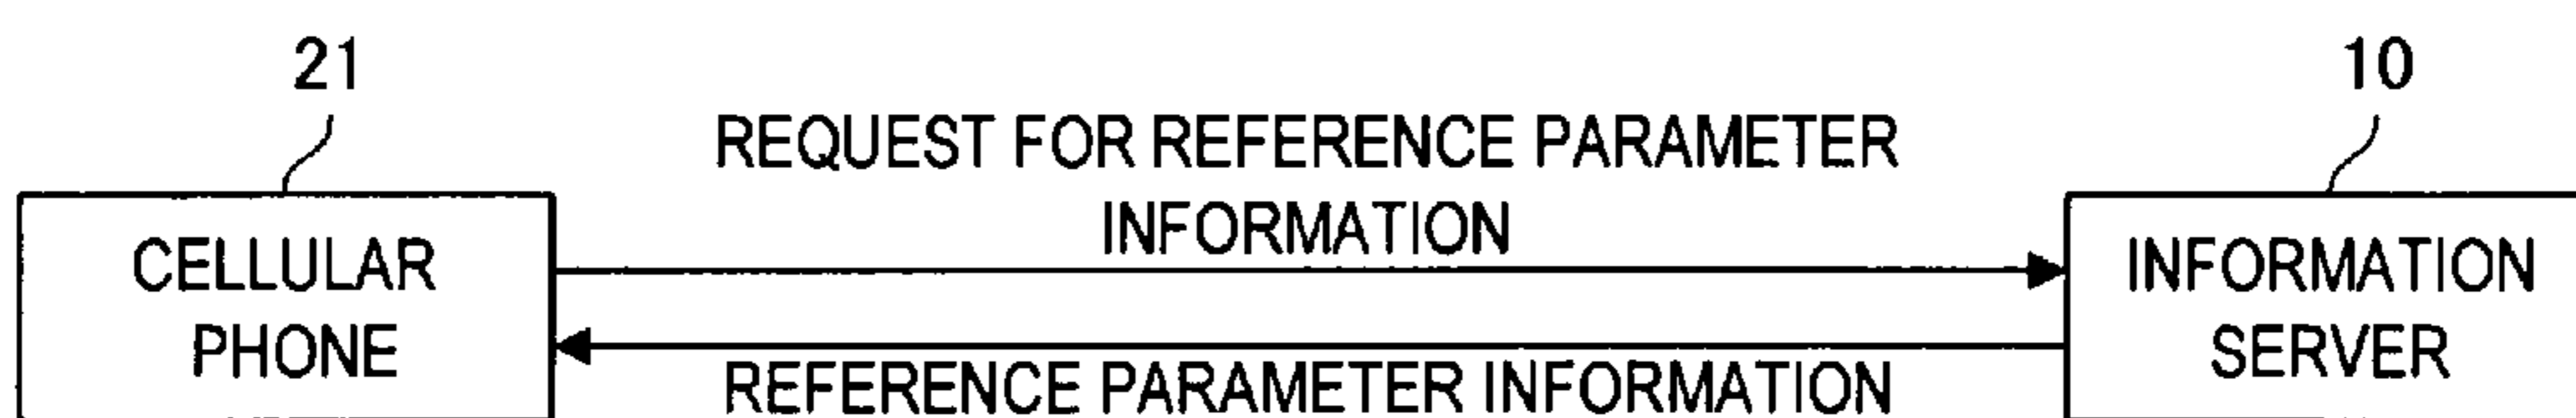 21
10
REQUEST FOR REFERENCE PARAMETER
INFORMATION
CELLULAR
PHONE
INFORMATION
SERVER
REFERENCE PARAMETER INFORMATION